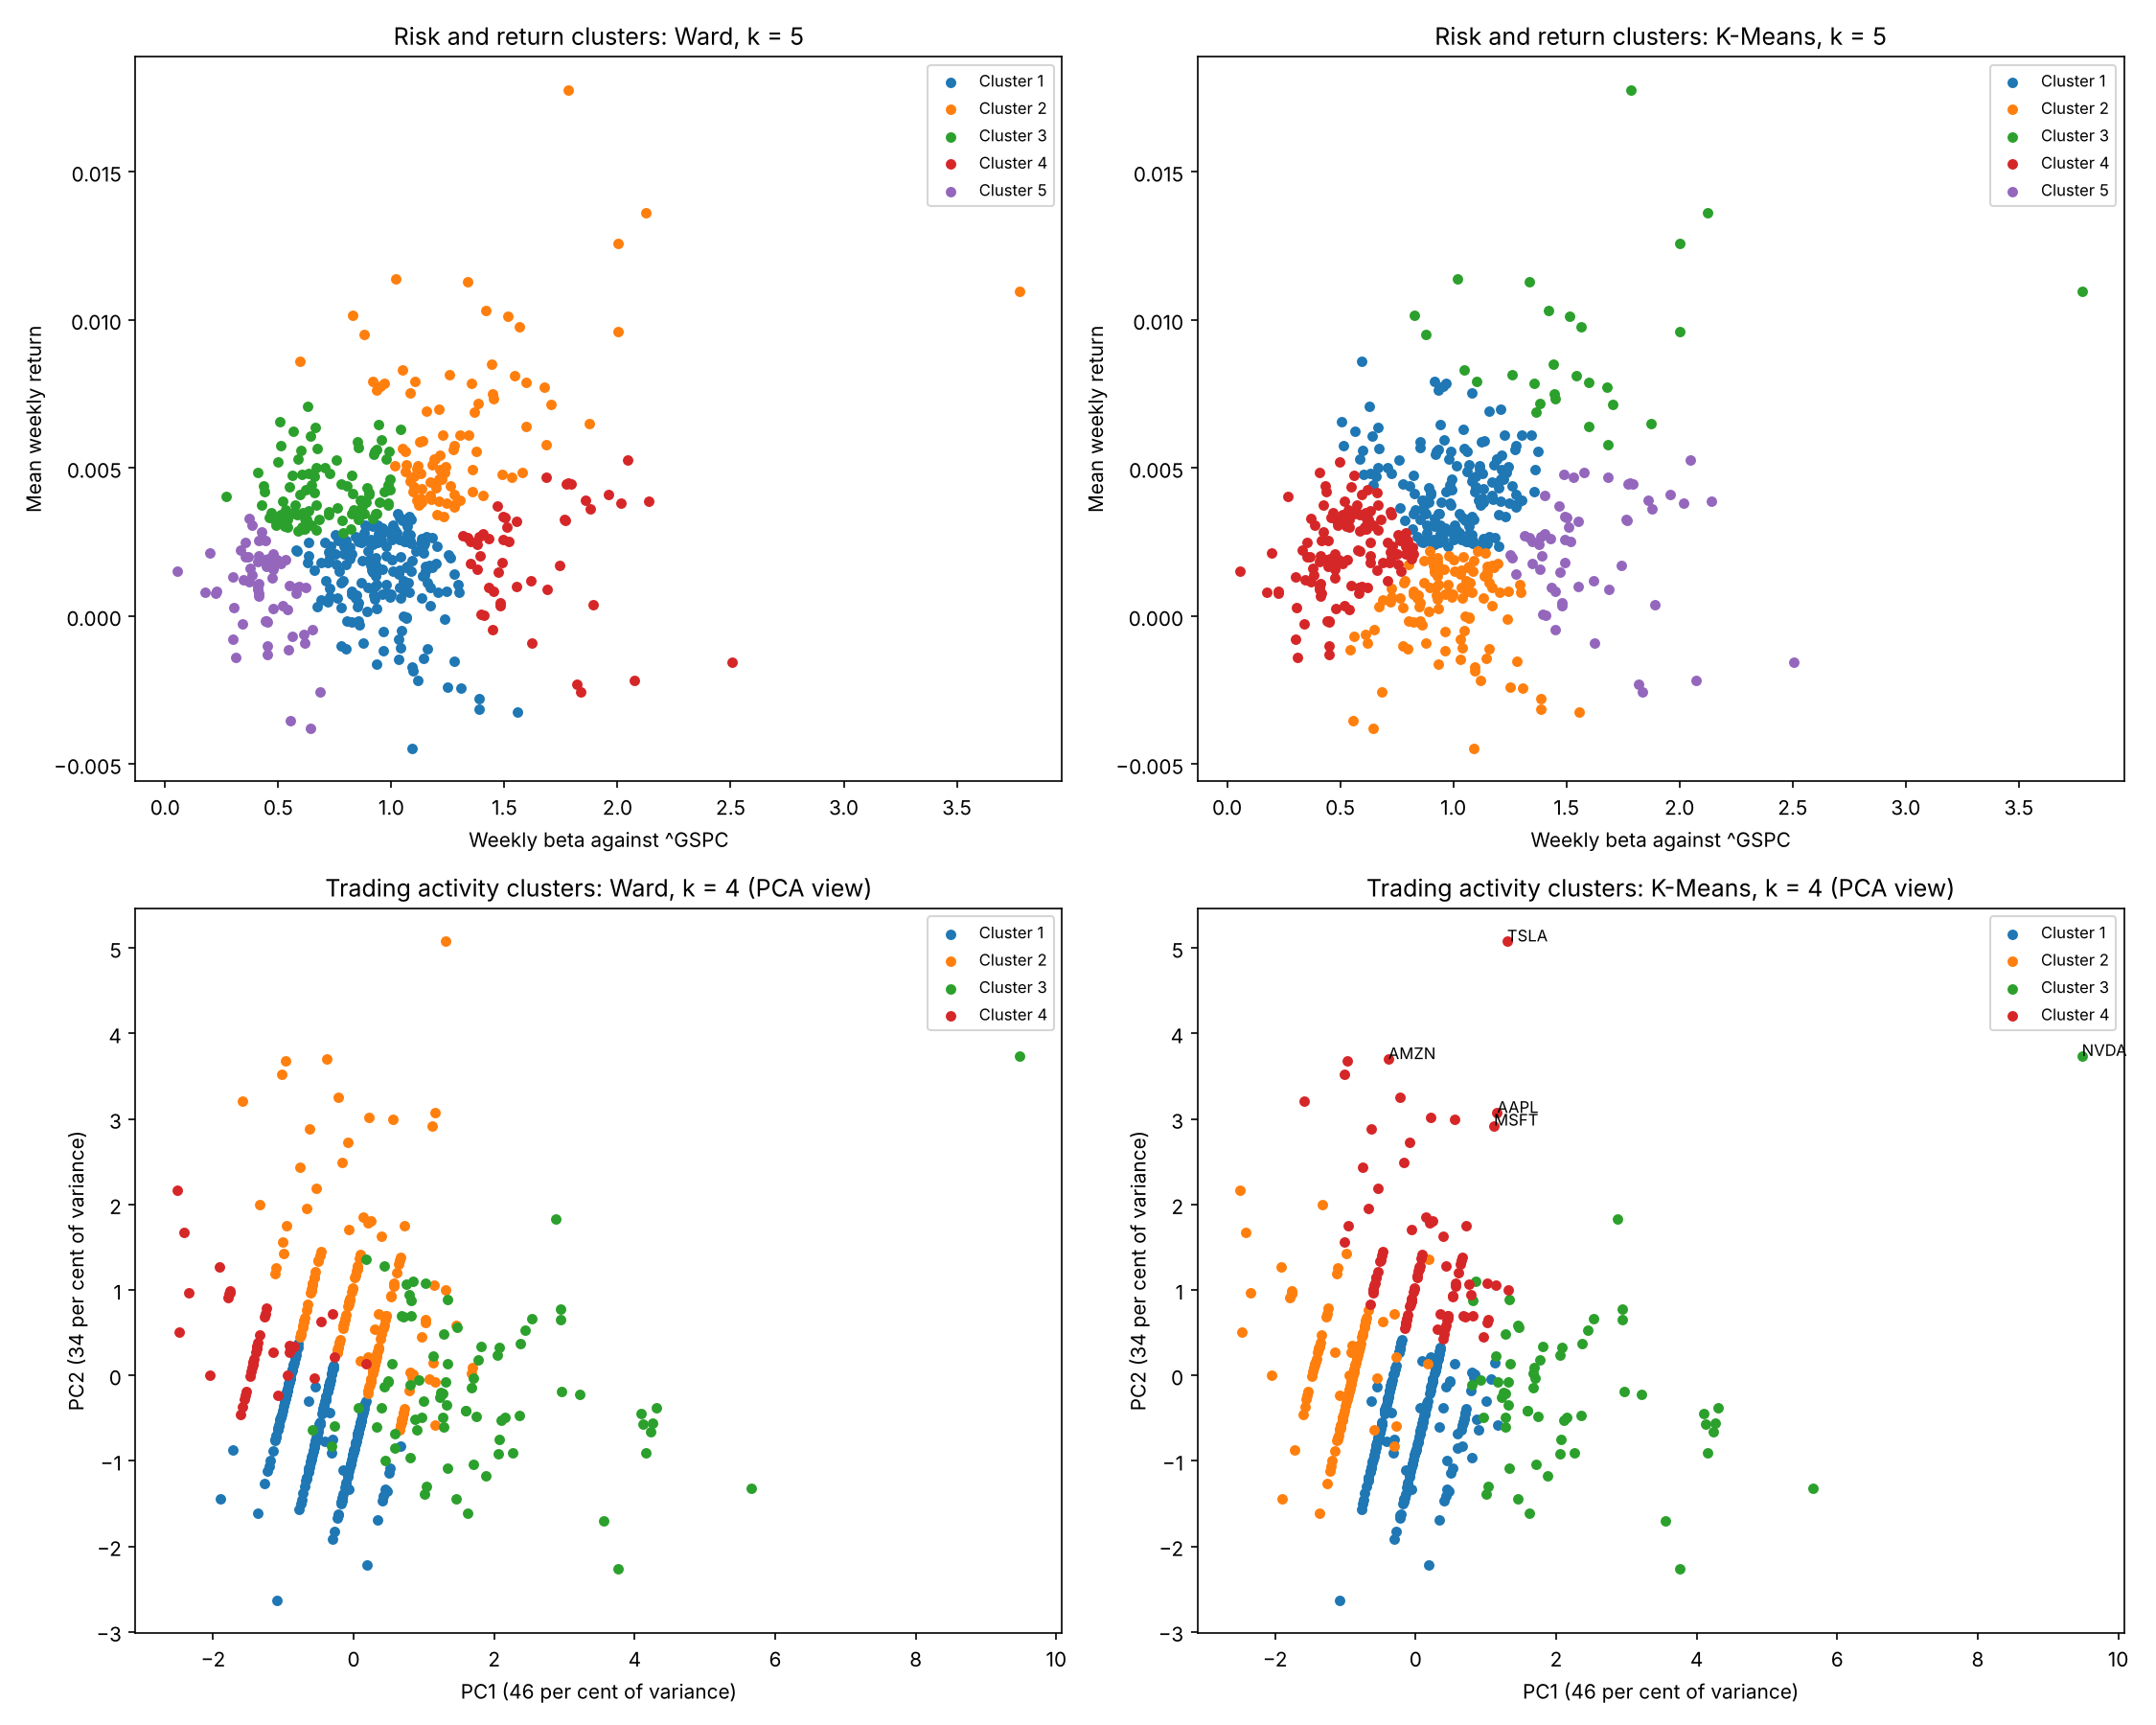 Risk and return clusters: Ward, k = 5
Cluster 1
Cluster 2
Cluster 3
Cluster 4
Cluster 5
0.015
0.010
0.005
0.000
−0.005
Mean weekly return
0.0 0.5 1.0 1.5 2.0 2.5 3.0 3.5
Weekly beta against ^GSPC
Risk and return clusters: K-Means, k = 5
Cluster 1
Cluster 2
Cluster 3
Cluster 4
Cluster 5
0.015
0.010
0.005
0.000
−0.005
Mean weekly return
0.0 0.5 1.0 1.5 2.0 2.5 3.0 3.5
Weekly beta against ^GSPC
Trading activity clusters: Ward, k = 4 (PCA view)
Cluster 1
Cluster 2
Cluster 3
Cluster 4
5
4
3
2
1
0
−1
−2
−3
PC2 (34 per cent of variance)
−2 0 2 4 6 8 10
PC1 (46 per cent of variance)
Trading activity clusters: K-Means, k = 4 (PCA view)
Cluster 1
Cluster 2
Cluster 3
Cluster 4
TSLA
AMZN
NVDA
AAPL
MSFT
5
4
3
2
1
0
−1
−2
−3
PC2 (34 per cent of variance)
−2 0 2 4 6 8 10
PC1 (46 per cent of variance)